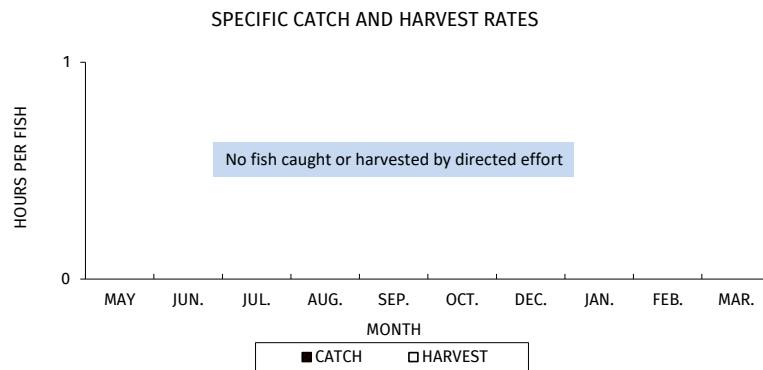 SPECIFIC CATCH AND HARVEST RATES
1
HOURS PER FISH
No fish caught or harvested by directed effort
0
MAY JUN. JUL. AUG. SEP. OCT. DEC. JAN. FEB. MAR.
MONTH
CATCH HARVEST